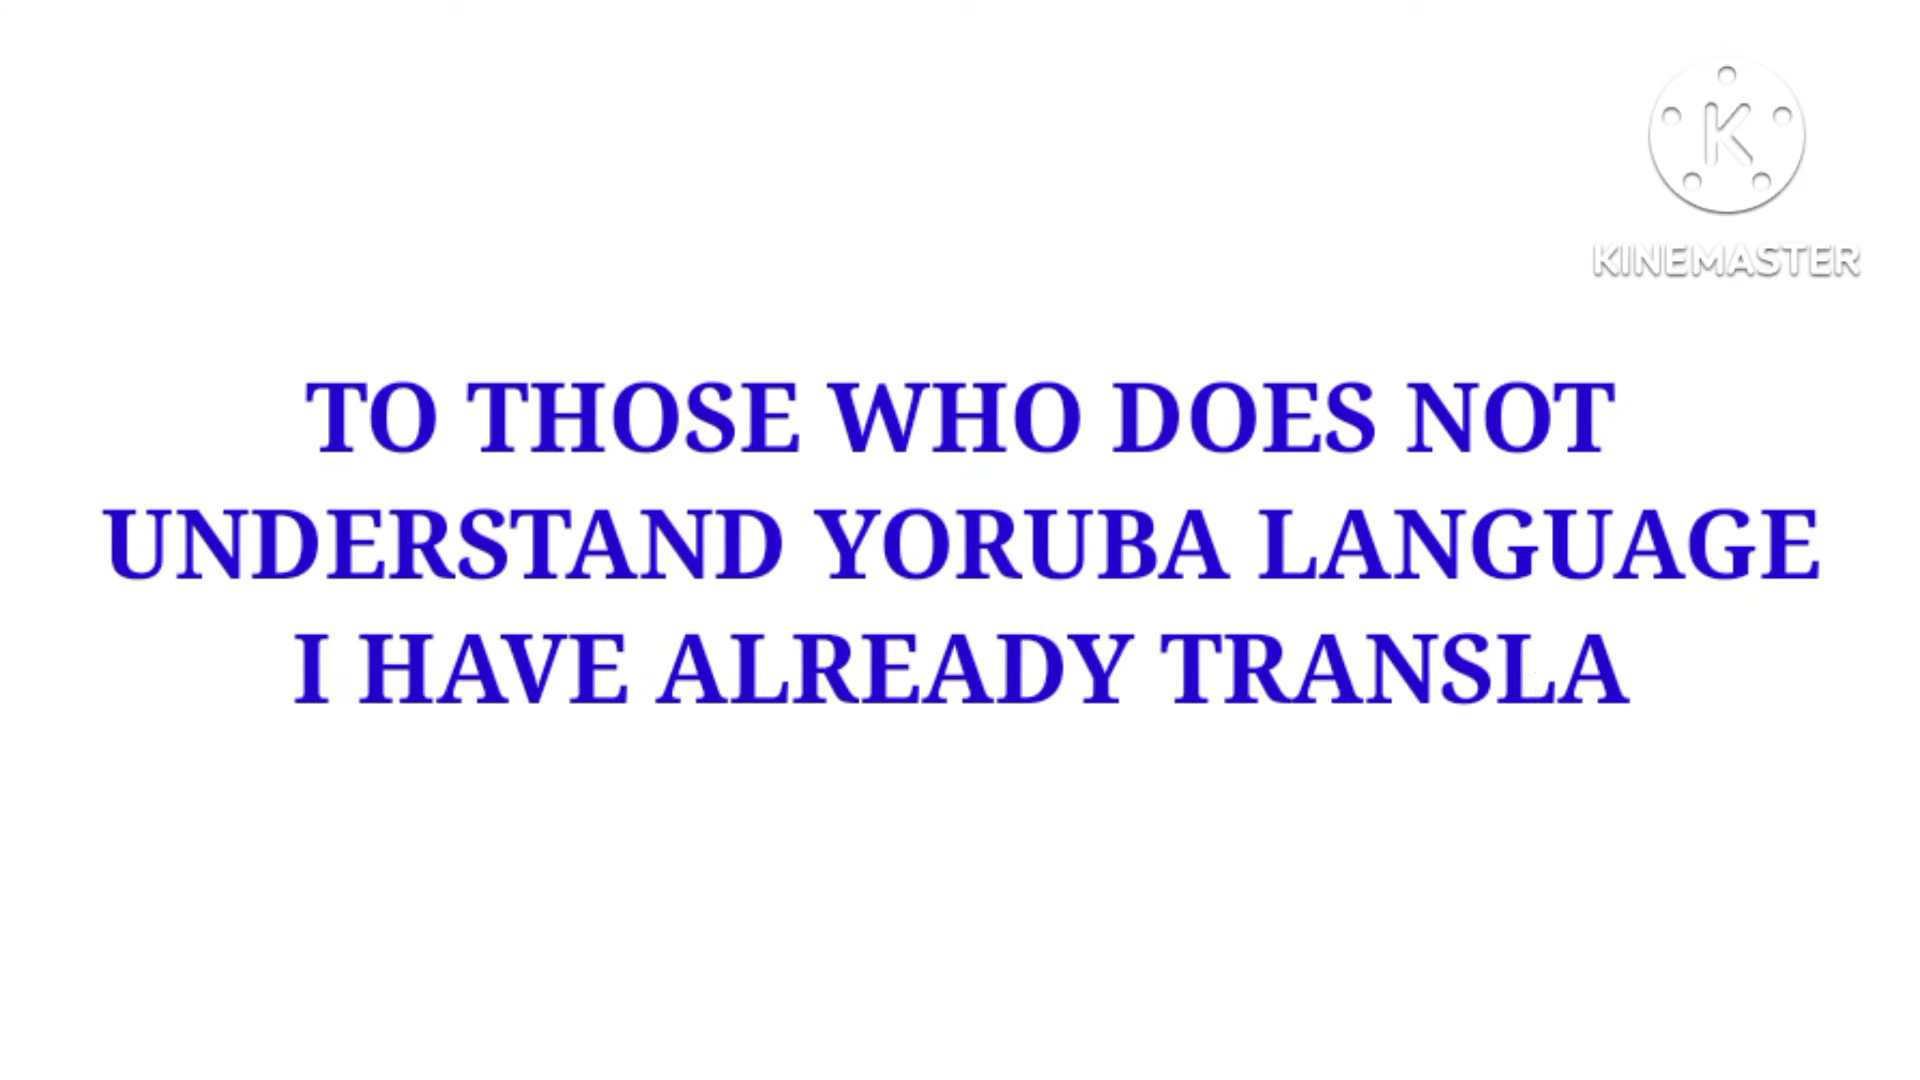 K
KINEMASTER
TO THOSE WHO DOES NOT
UNDERSTAND YORUBA LANGUAGE
I HAVE ALREADY TRANSLA